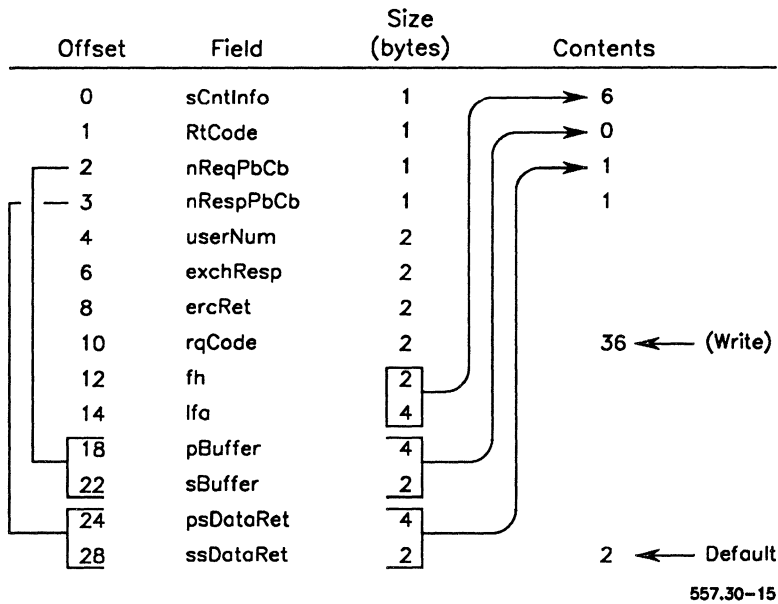 Size
Offset Field (bytes) Contents
0 sCntInfo 1 6
1 RtCode 1 0
2 nReqPbCb 1 1
3 nRespPbCb 1 1
4 userNum 2
6 exchResp 2
8 ercRet 2
10 rqCode 2 36 (Write)
12 fh 2
14 lfa 4
18 pBuffer 4
22 sBuffer 2
24 psDataRet 4
28 ssDataRet 2 2 Default
557.30-15